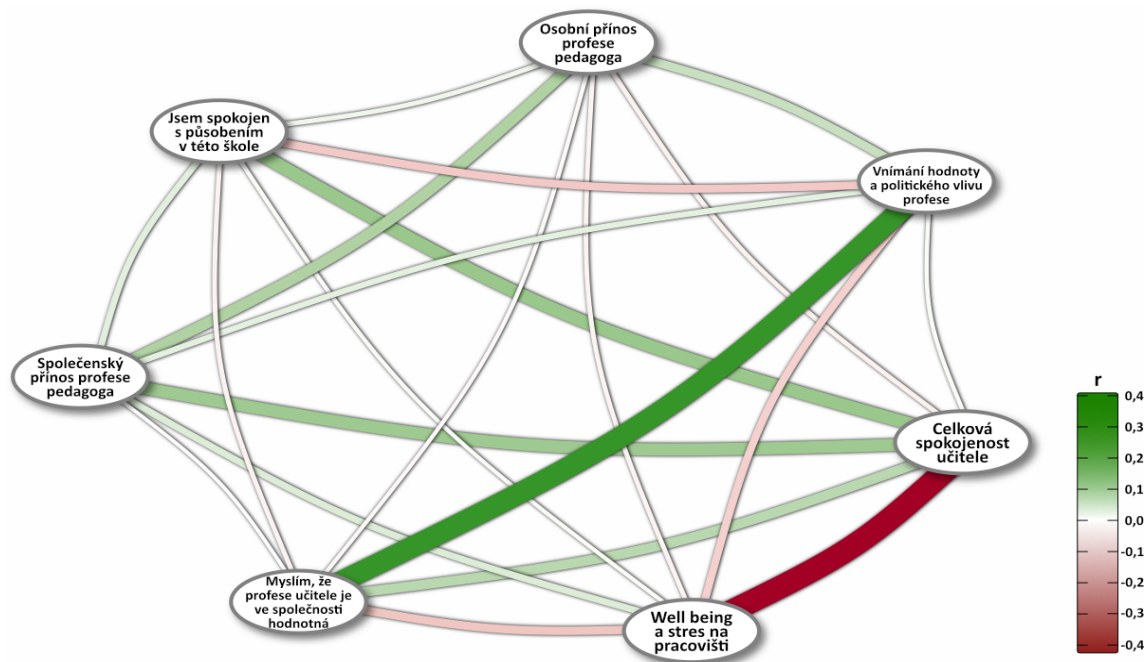 Osobní přínos
profese
pedagoga
Jsem spokojen
s působením
v této škole
Vnímání hodnoty
a politického vlivu
profese
Společenský
přínos profese
pedagoga
Celková
spokojenost
učitele
Myslím, že
profese učitele je
ve společnosti
hodnotná
Well being
a stres na
pracovišti
r
0,4
0,3
0,2
0,1
0,0
-0,1
-0,2
-0,3
-0,4